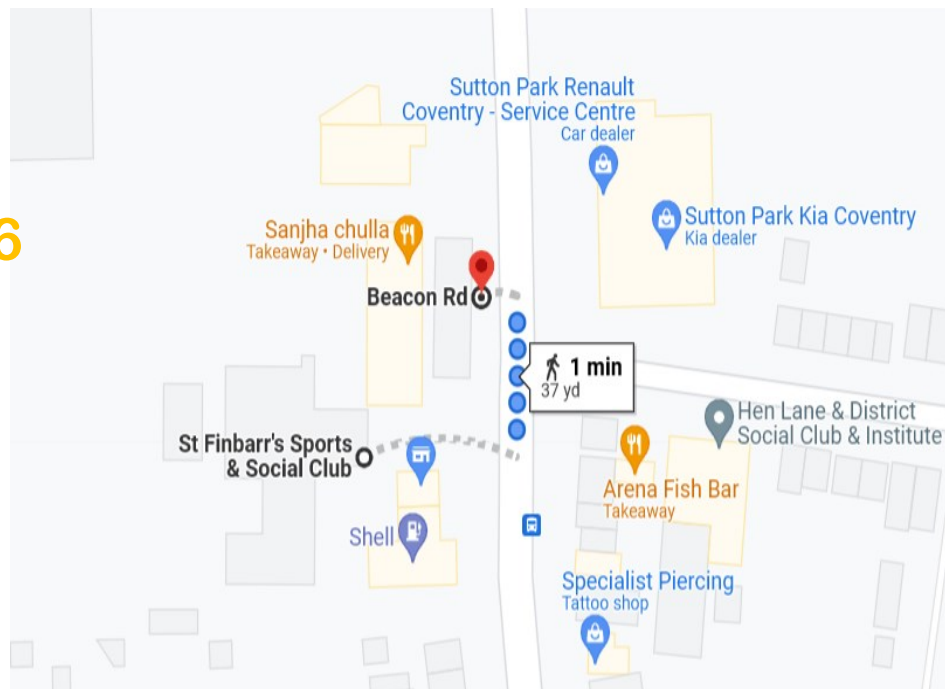 Sutton Park Renault
Coventry - Service Centre
Car dealer
6
Sanjha chulla
Takeaway • Delivery
Sutton Park Kia Coventry
Kia dealer
Beacon Rd
1 min
37 yd
Hen Lane & District
Social Club & Institute
St Finbarr's Sports
& Social Club
Arena Fish Bar
Takeaway
Shell
Specialist Piercing
Tattoo shop